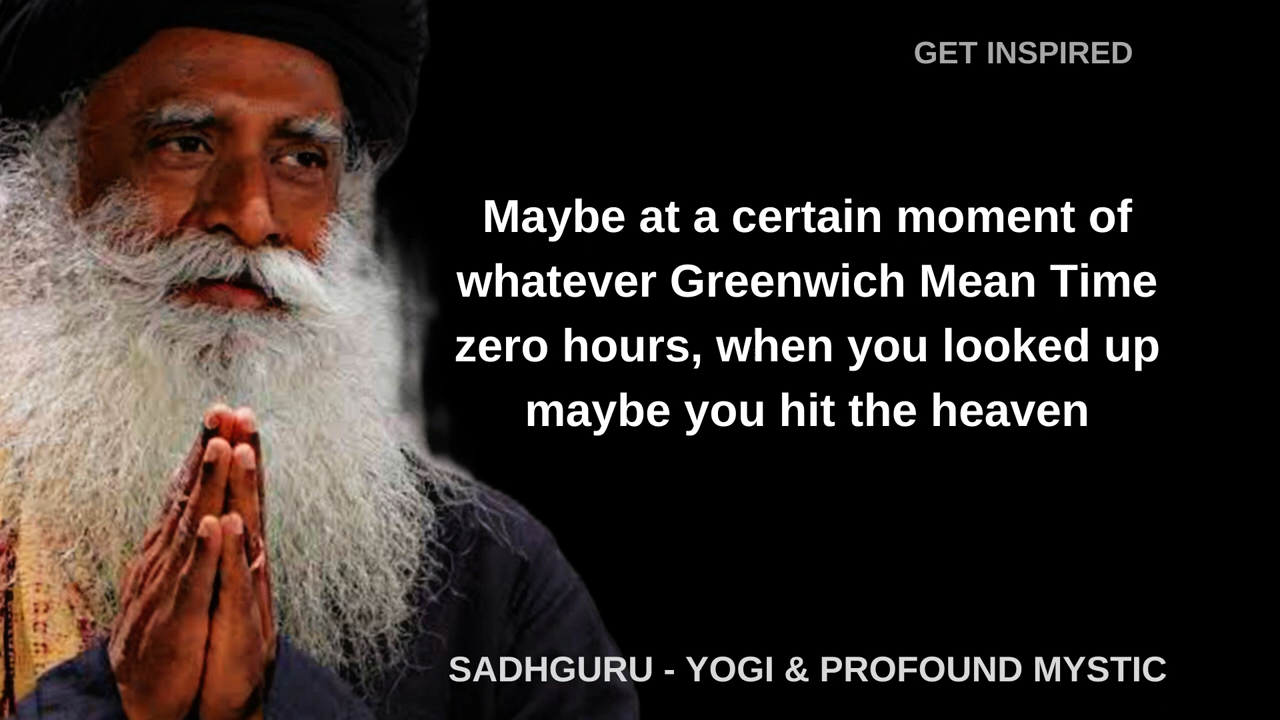 GET INSPIRED
Maybe at a certain moment of
whatever Greenwich Mean Time
zero hours, when you looked up
maybe you hit the heaven
SADHGURU - YOGI & PROFOUND MYSTIC